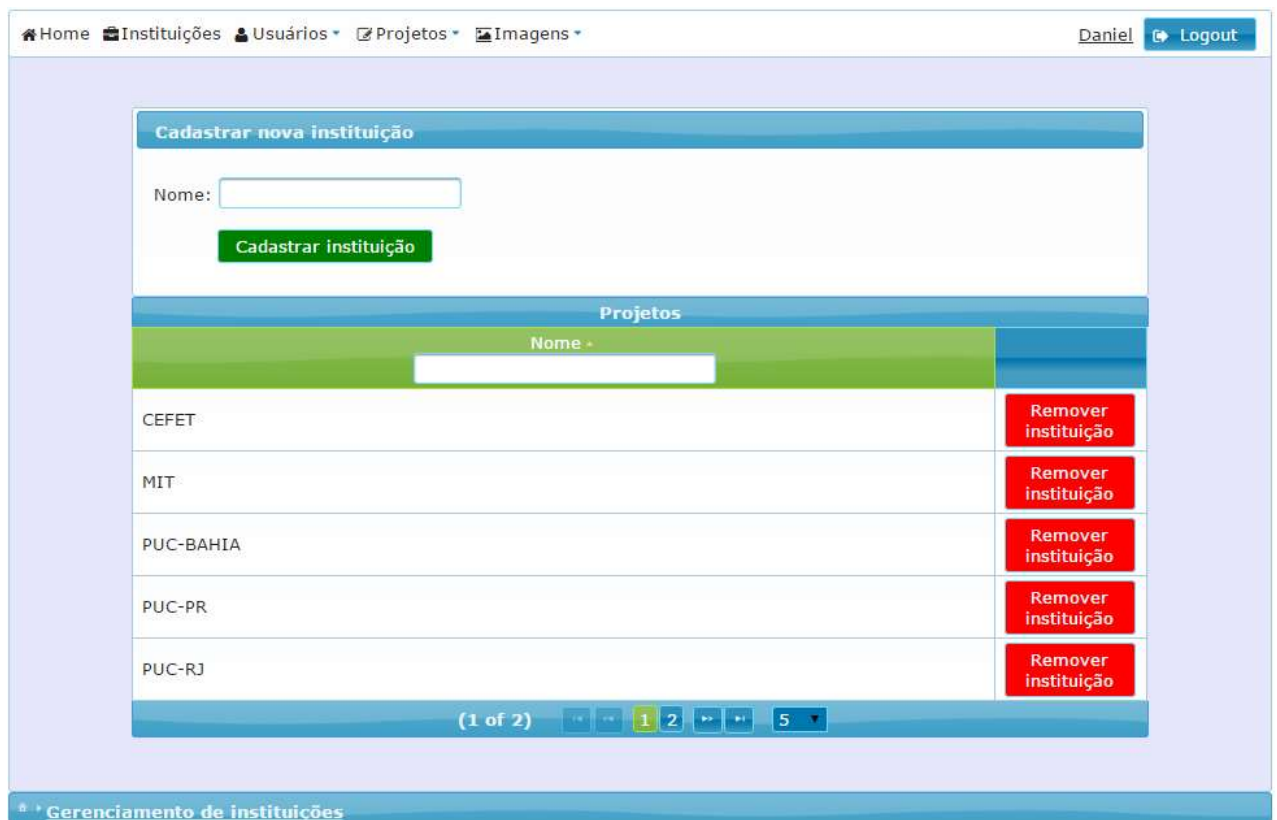 Home Instituições Usuários Projetos Imagens Daniel Logout
Cadastrar nova instituição
Nome:
Cadastrar instituição
Projetos
Nome
CEFET
Remover
instituição
MIT
Remover
instituição
PUC-BAHIA
Remover
instituição
PUC-PR
Remover
instituição
PUC-RJ
Remover
instituição
(1 of 2) 1 2 5
Gerenciamento de instituições